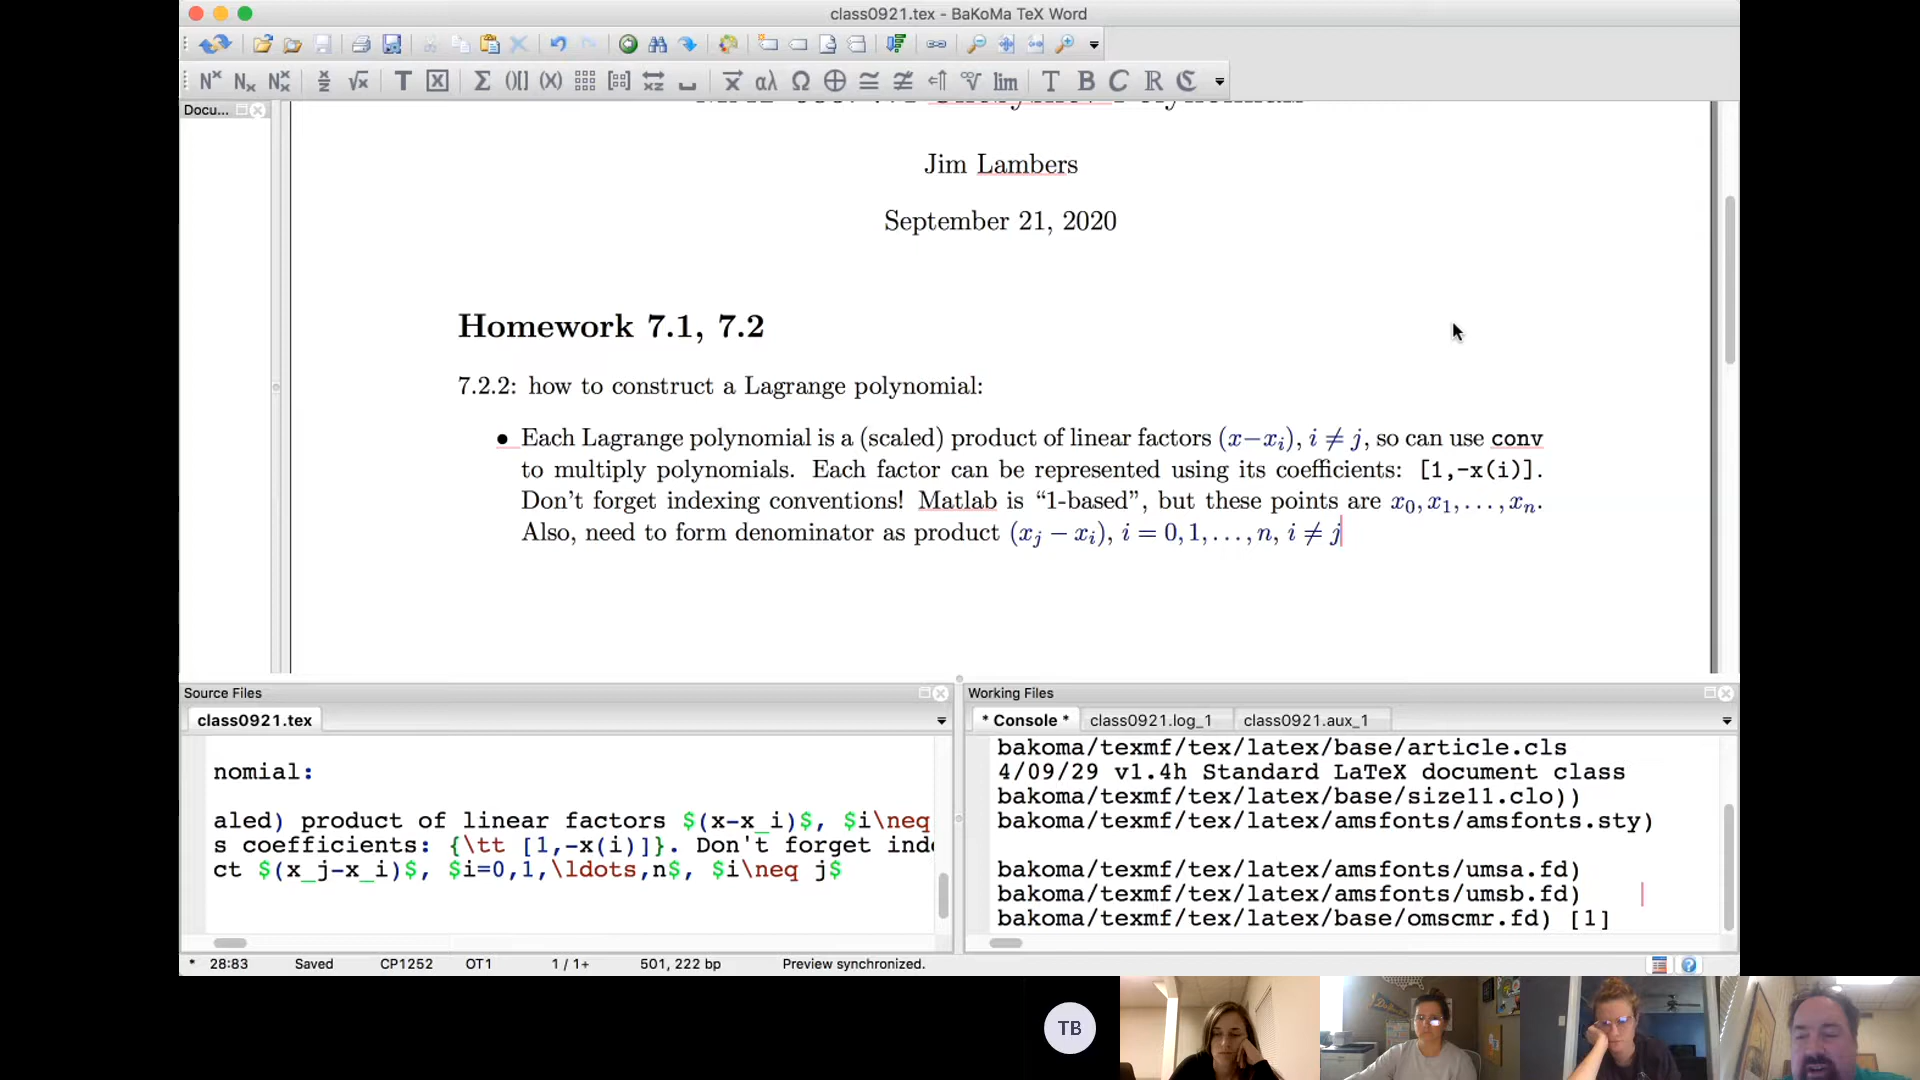 class0921.tex - BaKoMa TeX Word
Docu...
Jim Lambers
September 21, 2020
Homework 7.1, 7.2
7.2.2: how to construct a Lagrange polynomial:
• Each Lagrange polynomial is a (scaled) product of linear factors (x−x_i), i ≠ j, so can use conv
to multiply polynomials. Each factor can be represented using its coefficients: [1,-x(i)].
Don't forget indexing conventions! Matlab is “1-based”, but these points are x_0, x_1, . . . , x_n.
Also, need to form denominator as product (x_j − x_i), i = 0, 1, . . . , n, i ≠ j
Source Files
class0921.tex
nomial:
aled) product of linear factors $(x-x_i)$, $i\neq
s coefficients: {\tt [1,-x(i)]}. Don't forget ind
ct $(x_j-x_i)$, $i=0,1,\ldots,n$, $i\neq j$
Working Files
* Console * class0921.log_1 class0921.aux_1
bakoma/texmf/tex/latex/base/article.cls
4/09/29 v1.4h Standard LaTeX document class
bakoma/texmf/tex/latex/base/size11.clo))
bakoma/texmf/tex/latex/amsfonts/amsfonts.sty)
bakoma/texmf/tex/latex/amsfonts/umsa.fd)
bakoma/texmf/tex/latex/amsfonts/umsb.fd)
bakoma/texmf/tex/latex/base/omscmr.fd) [1]
* 28:83 Saved CP1252 OT1 1 / 1+ 501, 222 bp Preview synchronized.
TB